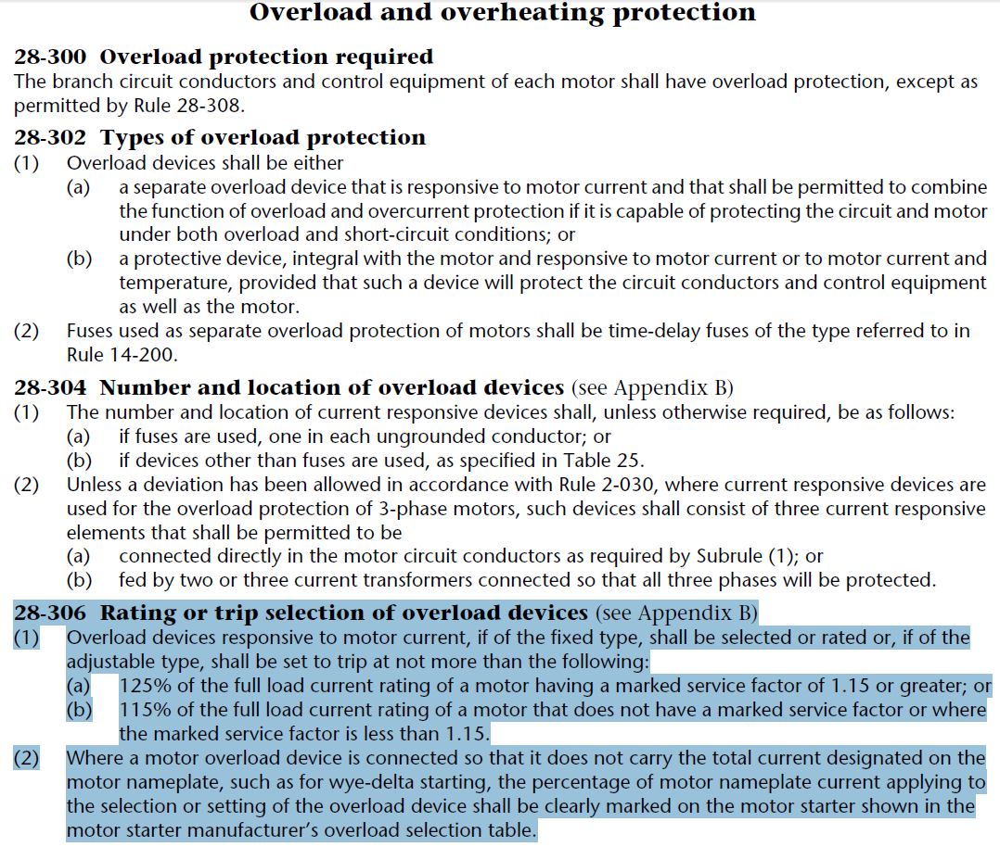 Overload and overheating protection
28-300 Overload protection required
The branch circuit conductors and control equipment of each motor shall have overload protection, except as
permitted by Rule 28-308.
28-302 Types of overload protection
(1) Overload devices shall be either
(a) a separate overload device that is responsive to motor current and that shall be permitted to combine
the function of overload and overcurrent protection if it is capable of protecting the circuit and motor
under both overload and short-circuit conditions; or
(b) a protective device, integral with the motor and responsive to motor current or to motor current and
temperature, provided that such a device will protect the circuit conductors and control equipment
as well as the motor.
(2) Fuses used as separate overload protection of motors shall be time-delay fuses of the type referred to in
Rule 14-200.
28-304 Number and location of overload devices (see Appendix B)
(1) The number and location of current responsive devices shall, unless otherwise required, be as follows:
(a) if fuses are used, one in each ungrounded conductor; or
(b) if devices other than fuses are used, as specified in Table 25.
(2) Unless a deviation has been allowed in accordance with Rule 2-030, where current responsive devices are
used for the overload protection of 3-phase motors, such devices shall consist of three current responsive
elements that shall be permitted to be
(a) connected directly in the motor circuit conductors as required by Subrule (1); or
(b) fed by two or three current transformers connected so that all three phases will be protected.
28-306 Rating or trip selection of overload devices (see Appendix B)
(1) Overload devices responsive to motor current, if of the fixed type, shall be selected or rated or, if of the
adjustable type, shall be set to trip at not more than the following:
(a) 125% of the full load current rating of a motor having a marked service factor of 1.15 or greater; or
(b) 115% of the full load current rating of a motor that does not have a marked service factor or where
the marked service factor is less than 1.15.
(2) Where a motor overload device is connected so that it does not carry the total current designated on the
motor nameplate, such as for wye-delta starting, the percentage of motor nameplate current applying to
the selection or setting of the overload device shall be clearly marked on the motor starter shown in the
motor starter manufacturer's overload selection table.